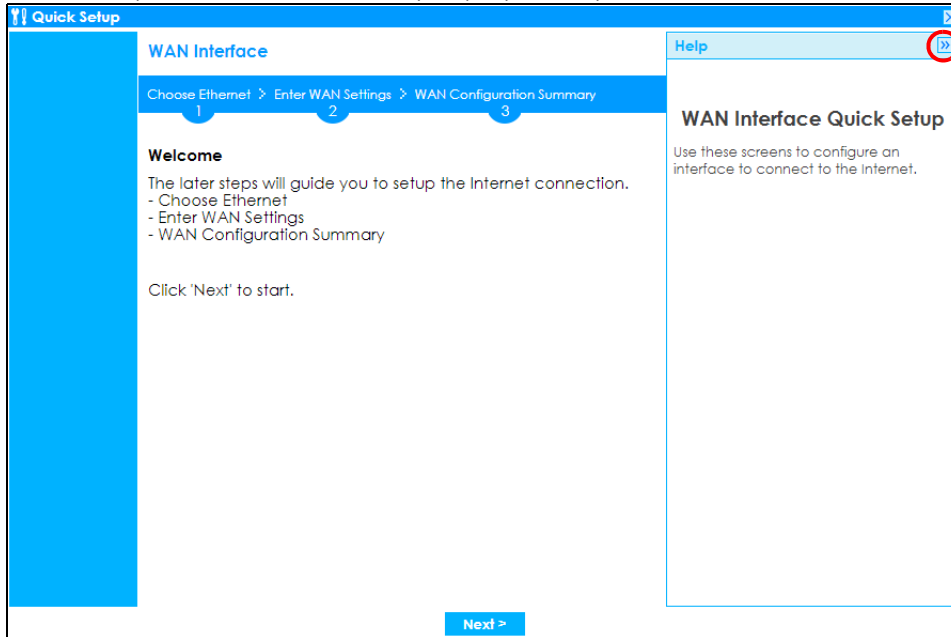 Quick Setup
WAN Interface
Choose Ethernet > Enter WAN Settings > WAN Configuration Summary
1 2 3
Welcome
The later steps will guide you to setup the Internet connection.
- Choose Ethernet
- Enter WAN Settings
- WAN Configuration Summary
Click 'Next' to start.
Help
WAN Interface Quick Setup
Use these screens to configure an
interface to connect to the Internet.
Next >